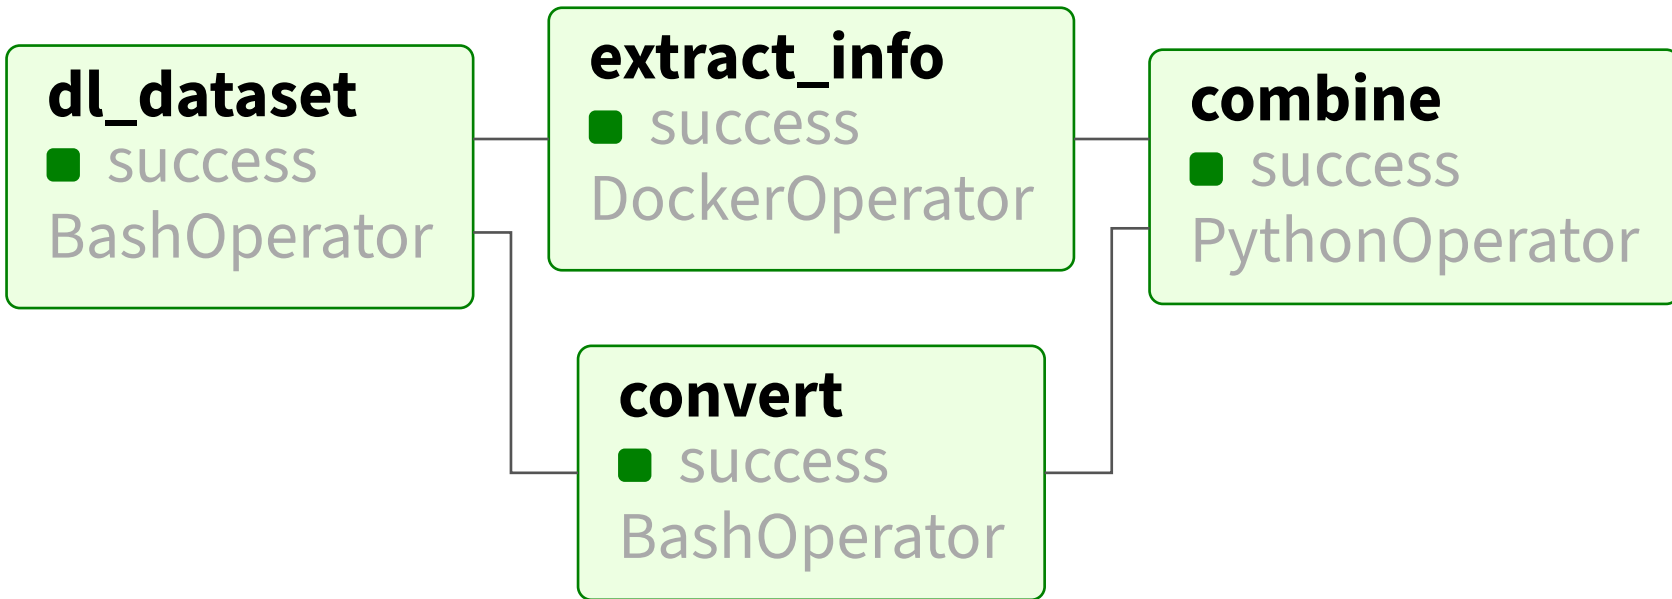 dl_dataset
success
BashOperator
extract_info
success
DockerOperator
convert
success
BashOperator
combine
success
PythonOperator